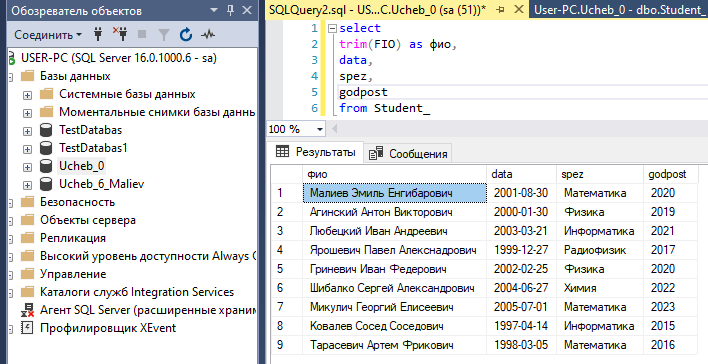 Обозреватель объектов
Соединить
USER-PC (SQL Server 16.0.1000.6 - sa)
Базы данных
Системные базы данных
Моментальные снимки базы данн
TestDatabas
TestDatabas1
Ucheb_0
Ucheb_6_Maliev
Безопасность
Объекты сервера
Репликация
Высокий уровень доступности Always O
Управление
Каталоги служб Integration Services
Агент SQL Server (расширенные храним
Профилировщик XEvent
SQLQuery2.sql - US...C.Ucheb_0 (sa (51))* User-PC.Ucheb_0 - dbo.Student_
1 select
2 trim(FIO) as фио,
3 data,
4 spez,
5 godpost
6 from Student_
100 %
Результаты Сообщения
фио data spez godpost
1 Малиев Эмиль Енгибарович 2001-08-30 Математика 2020
2 Агинский Антон Викторович 2000-01-30 Физика 2019
3 Любецкий Иван Андреевич 2003-03-21 Информатика 2021
4 Ярошевич Павел Алекснадрович 1999-12-27 Радиофизик 2017
5 Гриневич Иван Федерович 2002-02-25 Физика 2020
6 Шибалко Сергей Александрович 2004-06-27 Химия 2022
7 Микулич Георгий Елисеевич 2005-07-01 Математика 2023
8 Ковалев Сосед Соседович 1997-04-14 Информатика 2015
9 Тарасевич Артем Фрикович 1998-03-05 Математика 2016